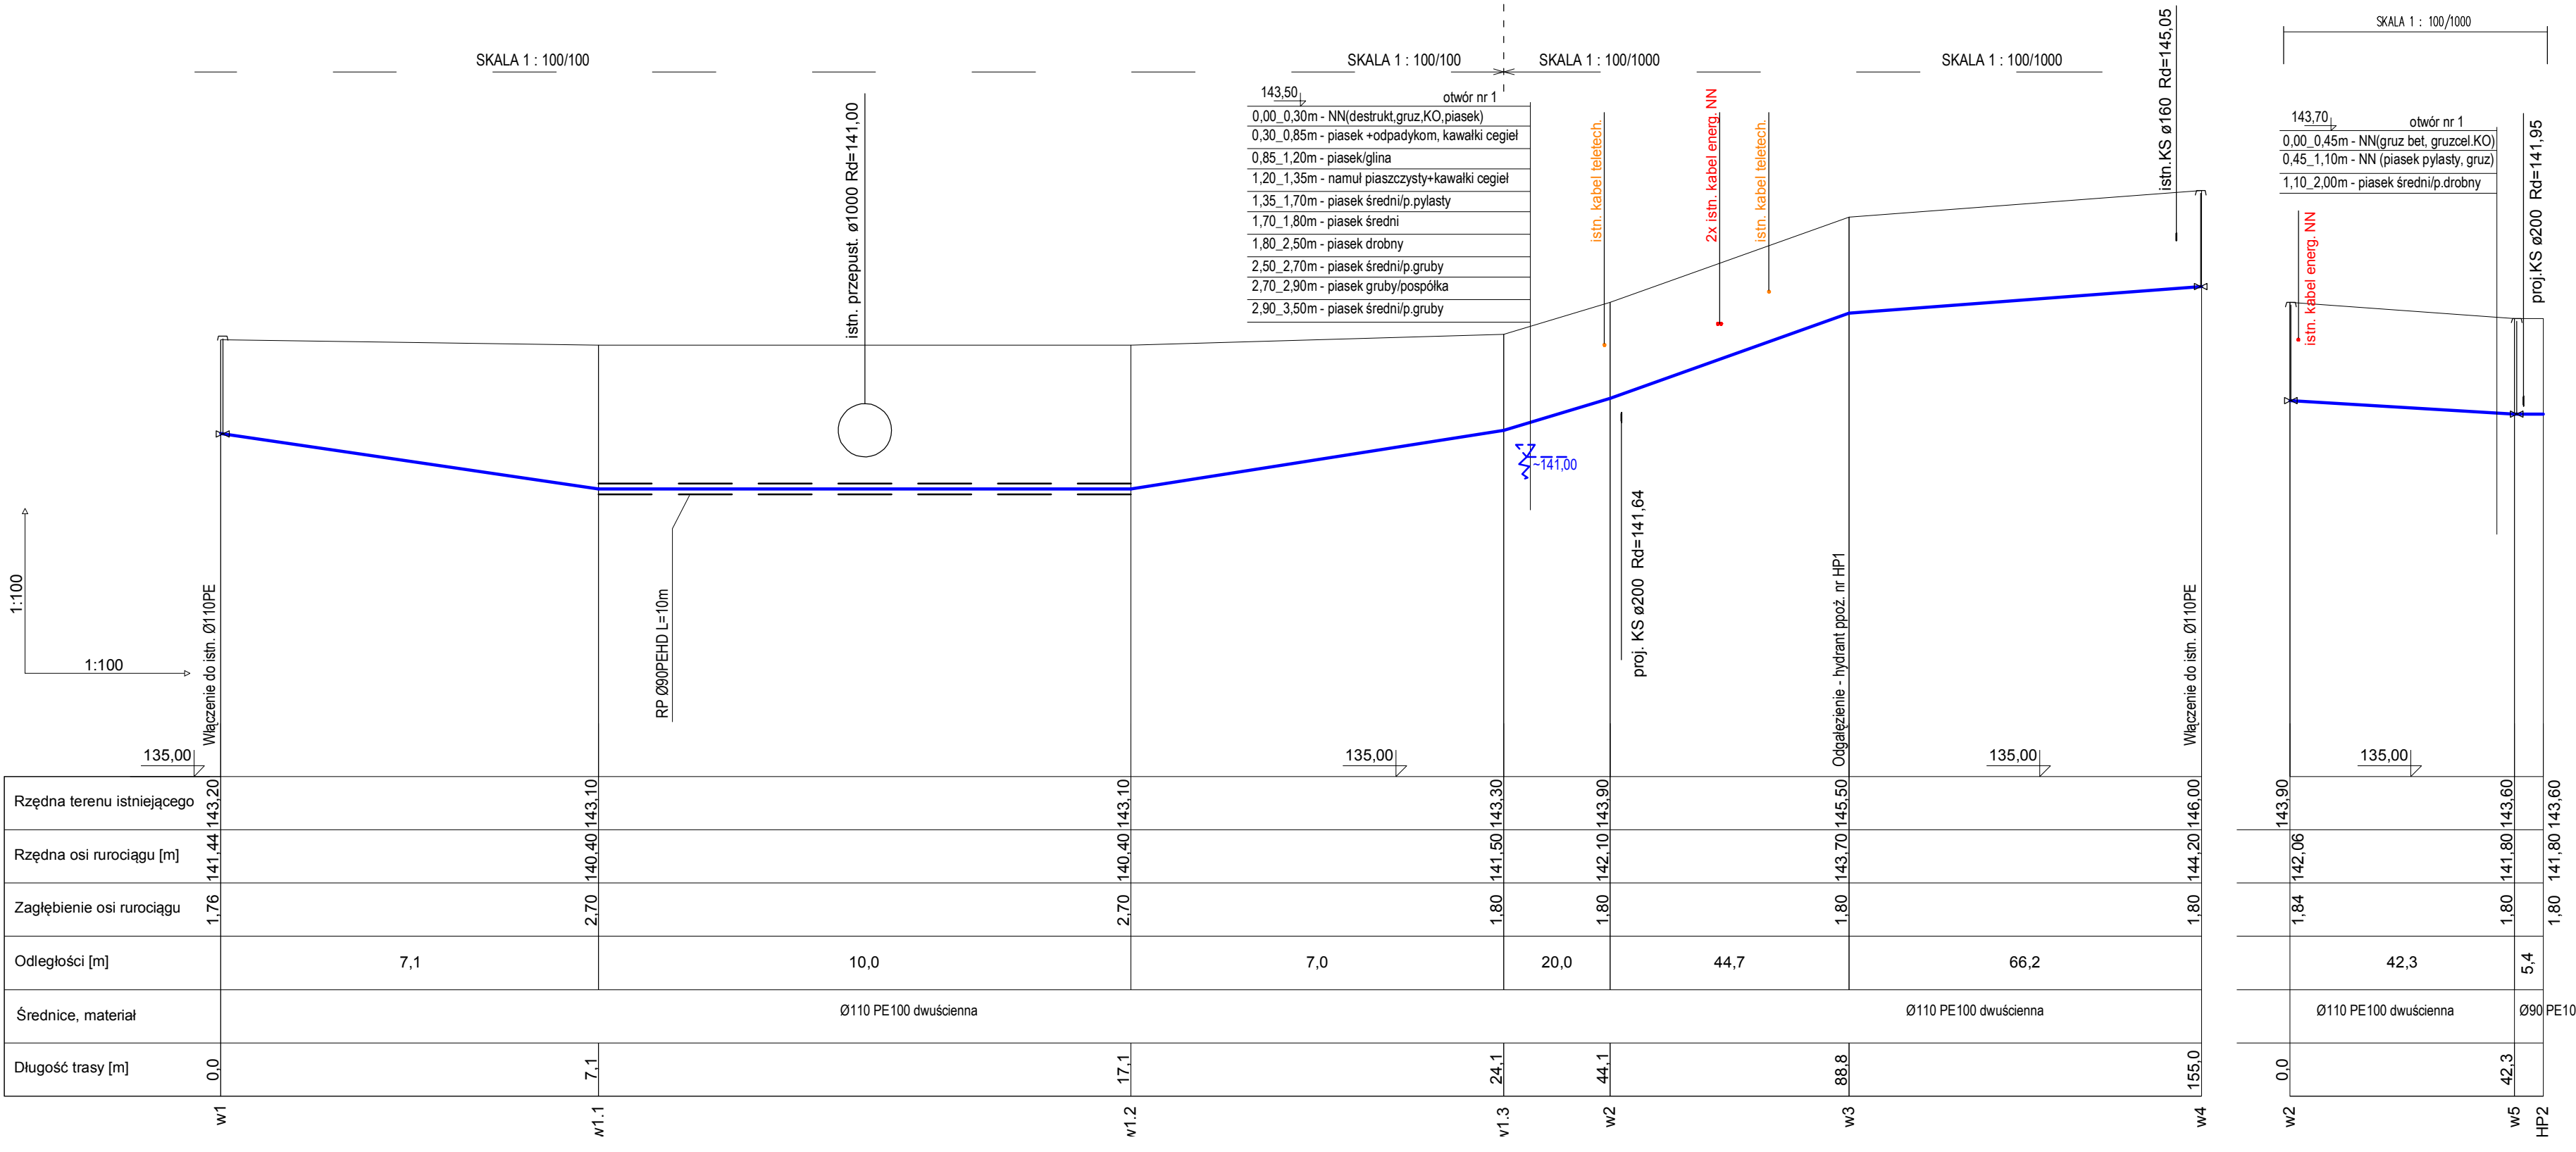 SKALA 1 : 100/100
SKALA 1 : 100/100
SKALA 1 : 100/1000
SKALA 1 : 100/1000
SKALA 1 : 100/1000
istn. przepust. ø1000 Rd=141,00
143,50
otwór nr 1
0,00_0,30m - NN(destrukt,gruz,KO,piasek)
0,30_0,85m - piasek +odpadykom, kawałki cegieł
0,85_1,20m - piasek/glina
1,20_1,35m - namuł piaszczysty+kawałki cegieł
1,35_1,70m - piasek średni/p.pylasty
1,70_1,80m - piasek średni
1,80_2,50m - piasek drobny
2,50_2,70m - piasek średni/p.gruby
2,70_2,90m - piasek gruby/pospółka
2,90_3,50m - piasek średni/p.gruby
istn. kabel teletech.
2x istn. kabel energ. NN
istn. kabel teletech.
istn.KS ø160 Rd=145,05
143,70
otwór nr 1
0,00_0,45m - NN(gruz bet, gruzcel.KO)
0,45_1,10m - NN (piasek pylasty, gruz)
1,10_2,00m - piasek średni/p.drobny
istn. kabel energ. NN
proj.KS ø200 Rd=141,95
~141,00
proj. KS ø200 Rd=141,64
1:100
1:100
Włączenie do istn. Ø110PE
RP Ø90PEHD L=10m
Odgałęzienie - hydrant ppoż. nr HP1
Włączenie do istn. Ø110PE
135,00
135,00
135,00
135,00
Rzędna terenu istniejącego 143,20 143,10 143,10 143,30 143,90 145,50 146,00 143,90 143,60 143,60
Rzędna osi rurociągu [m] 141,44 140,40 140,40 141,50 142,10 143,70 144,20 142,06 141,80 141,80
Zagłębienie osi rurociągu 1,76 2,70 2,70 1,80 1,80 1,80 1,80 1,84 1,80 1,80
Odległości [m] 7,1 10,0 7,0 20,0 44,7 66,2 42,3 5,4
Średnice, materiał Ø110 PE100 dwuścienna Ø110 PE100 dwuścienna Ø110 PE100 dwuścienna Ø90 PE10
Długość trasy [m] 0,0 7,1 17,1 24,1 44,1 88,8 155,0 0,0 42,3
w1 w1.1 w1.2 w1.3 w2 w3 w4 w2 w5 HP2